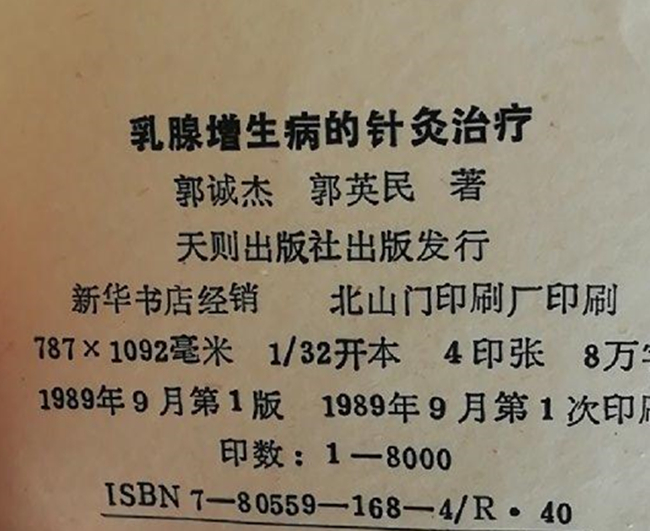 乳腺增生病的针灸治疗
郭诚杰 郭英民 著
天则出版社出版发行
新华书店经销 北山门印刷厂印刷
787×1092毫米 1/32开本 4印张 8万字
1989年9月第1版 1989年9月第1次印刷
印数：1—8000
ISBN 7—80559—168—4/R·40